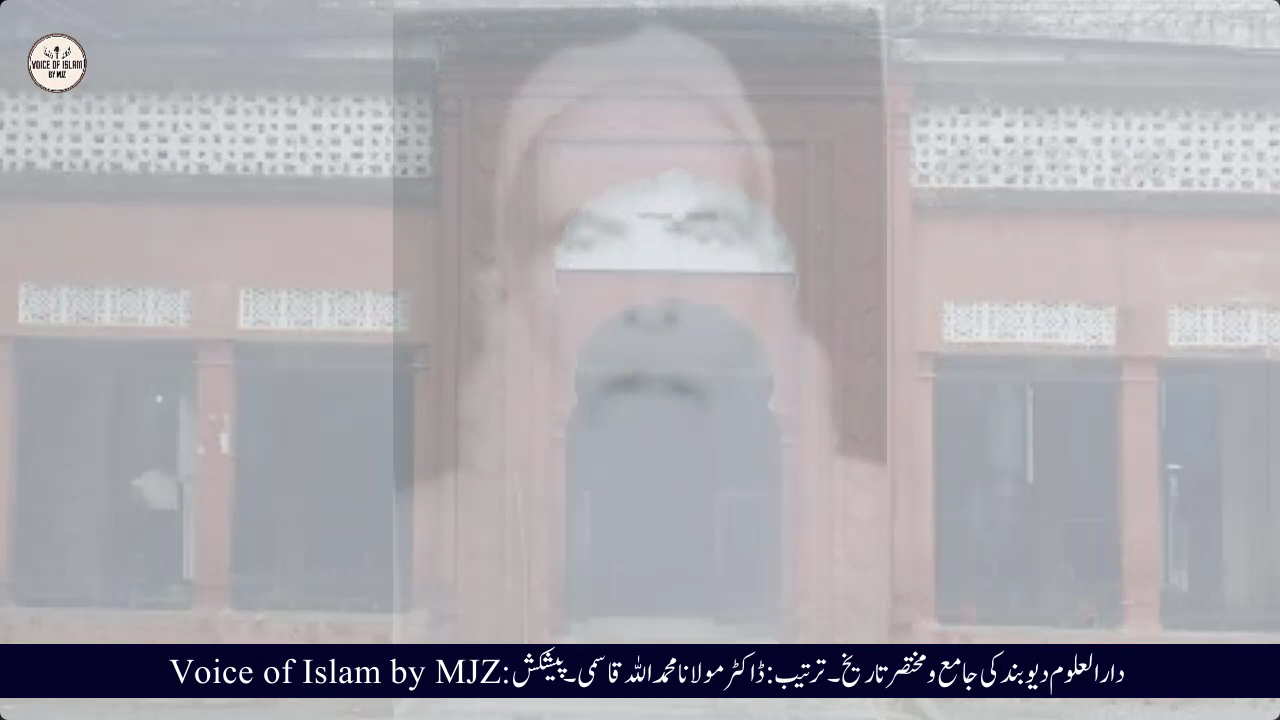 VOICE OF ISLAM
BY MJZ
دارالعلوم دیوبند کی جامع و مختصر تاریخ۔ ترتیب: ڈاکٹر مولانا محمد اللہ قاسمی۔ پیشکش: Voice of Islam by MJZ